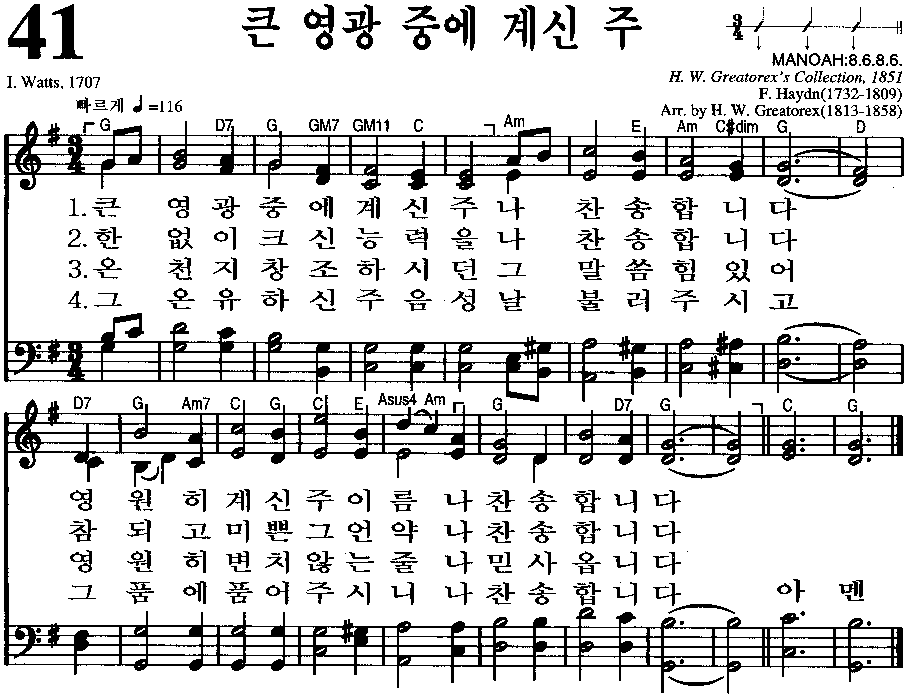 41
큰 영광 중에 계신 주
3 4
MANOAH:8.6.8.6.
I. Watts, 1707
H. W. Greatorex's Collection, 1851
F. Haydn(1732-1809)
빠르게 ♩=116
Arr. by H. W. Greatorex(1813-1858)
G D7 G GM7 GM11 C Am E Am C#dim G D
3 4
1.큰 영 광 중 에 계 신 주 나 찬 송 합 니 다
2.한 없 이 크 신 능 력 을 나 찬 송 합 니 다
3.온 천 지 창 조 하 시 던 그 말 씀 힘 있 어
4.그 온 유 하 신 주 음 성 날 불 러 주 시 고
3 4
D7 G Am7 C G C E Asus4 Am G D7 G C G
영 원 히 계 신 주 이 름 나 찬 송 합 니 다
참 되 고 미 쁜 그 언 약 나 찬 송 합 니 다
영 원 히 변 치 않 는 줄 나 믿 사 옵 니 다
그 품 에 품 어 주 시 니 나 찬 송 합 니 다 아 멘